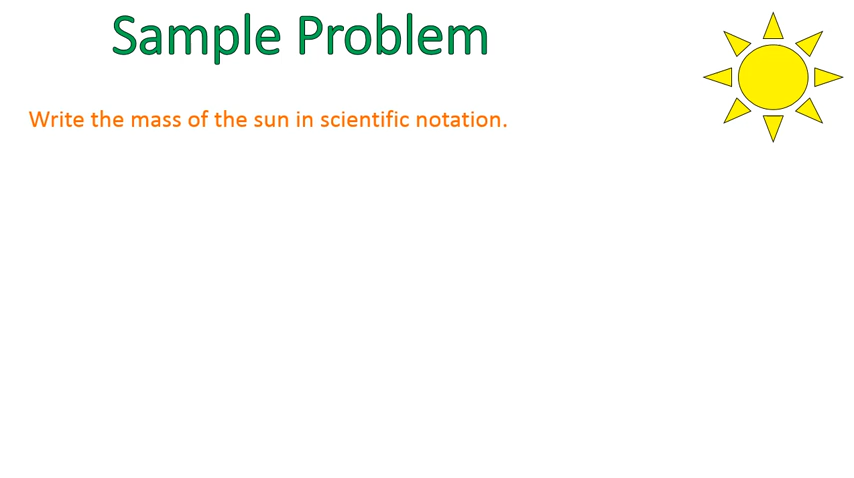 Sample Problem
Write the mass of the sun in scientific notation.